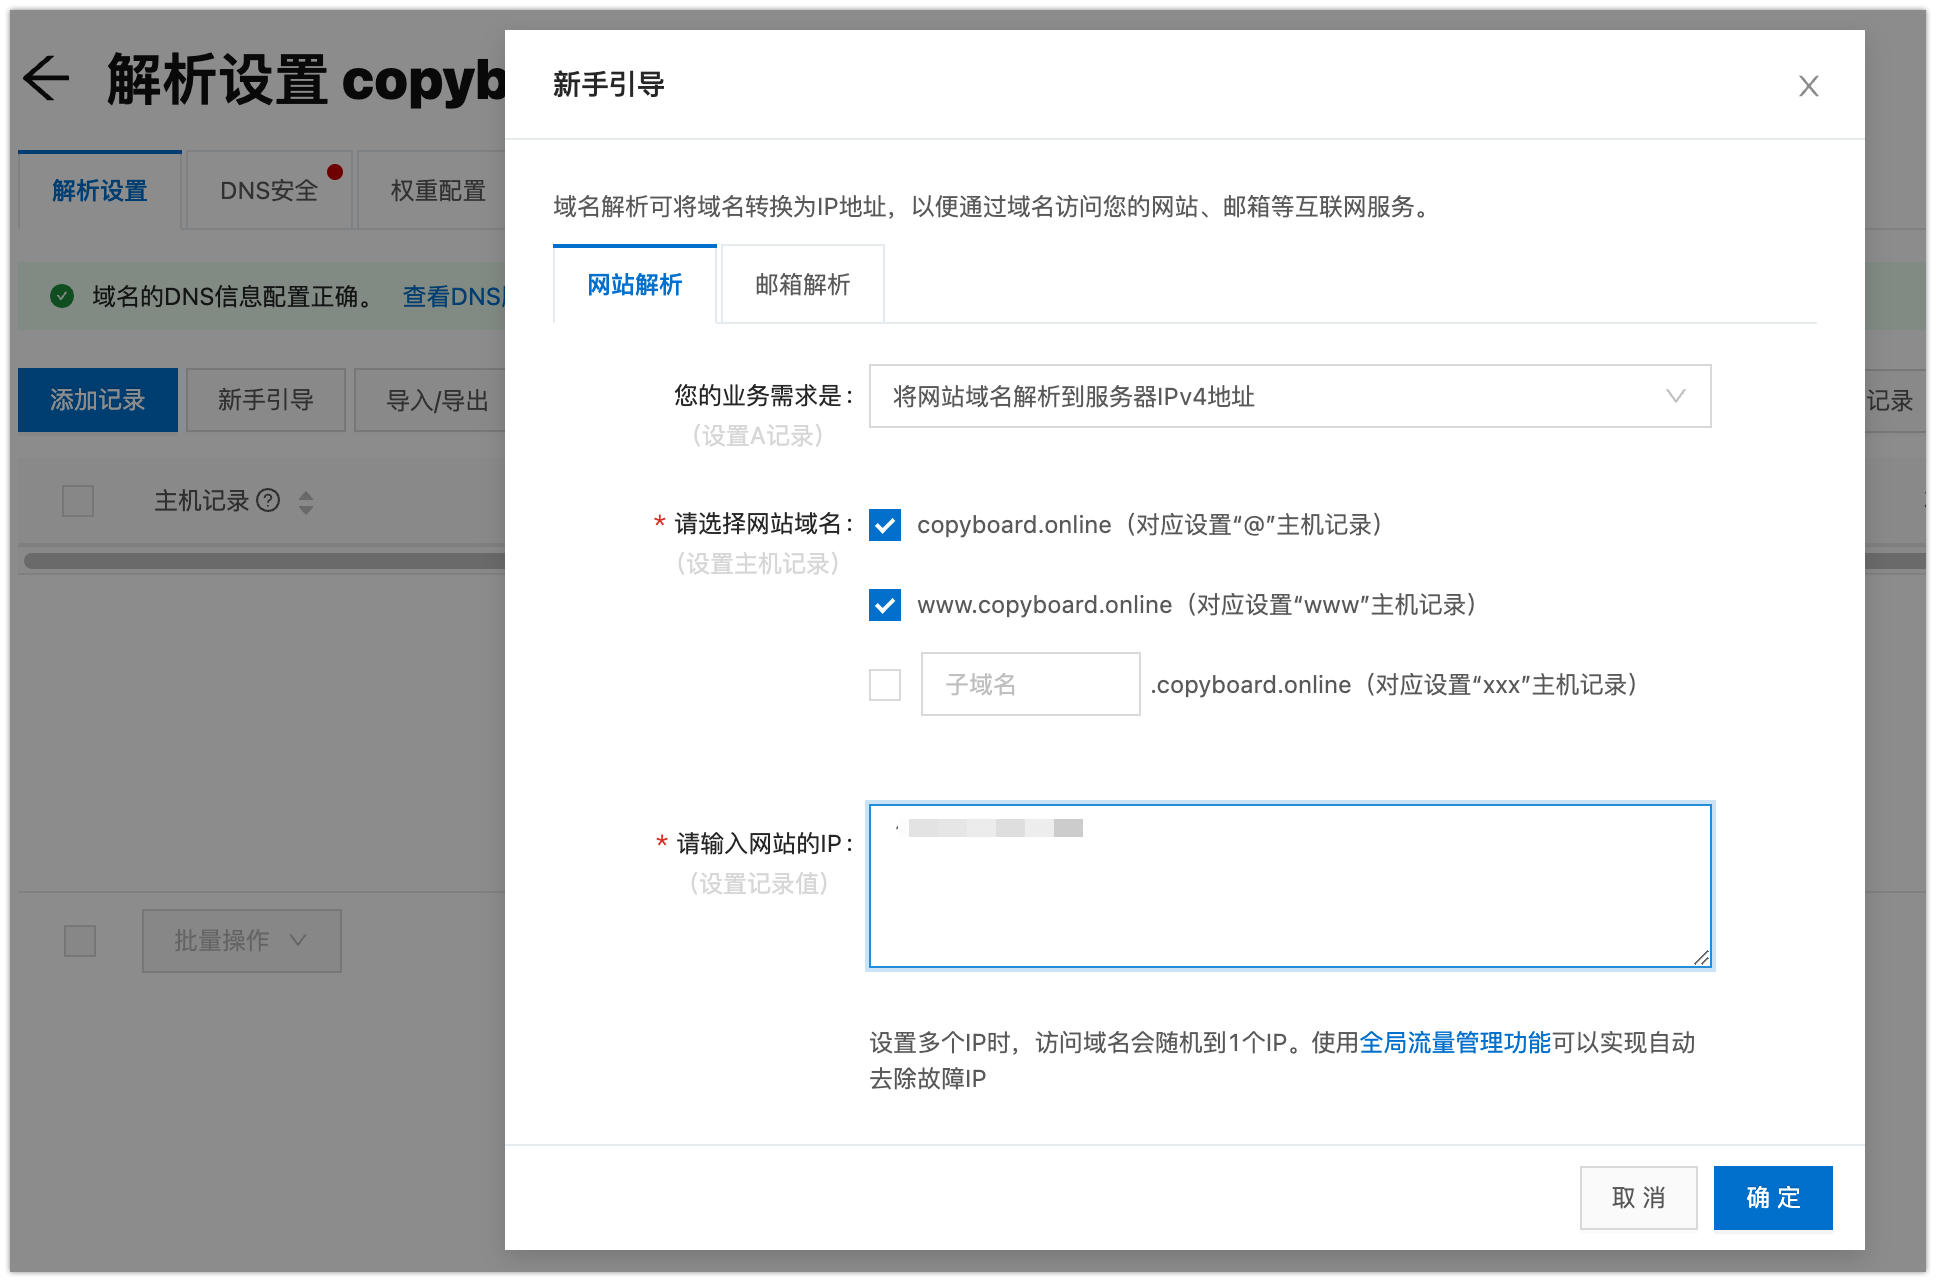 解析设置 copyb
新手引导
解析设置
DNS安全
权重配置
域名解析可将域名转换为IP地址，以便通过域名访问您的网站、邮箱等互联网服务。
网站解析
邮箱解析
域名的DNS信息配置正确。 查看DNS
添加记录
新手引导
导入/导出
记录
您的业务需求是：
将网站域名解析到服务器IPv4地址
（设置A记录）
主机记录
* 请选择网站域名：
copyboard.online（对应设置“@”主机记录）
（设置主机记录）
www.copyboard.online（对应设置“www”主机记录）
子域名
.copyboard.online（对应设置“xxx”主机记录）
* 请输入网站的IP：
（设置记录值）
批量操作
设置多个IP时，访问域名会随机到1个IP。使用全局流量管理功能可以实现自动
去除故障IP
取 消
确 定